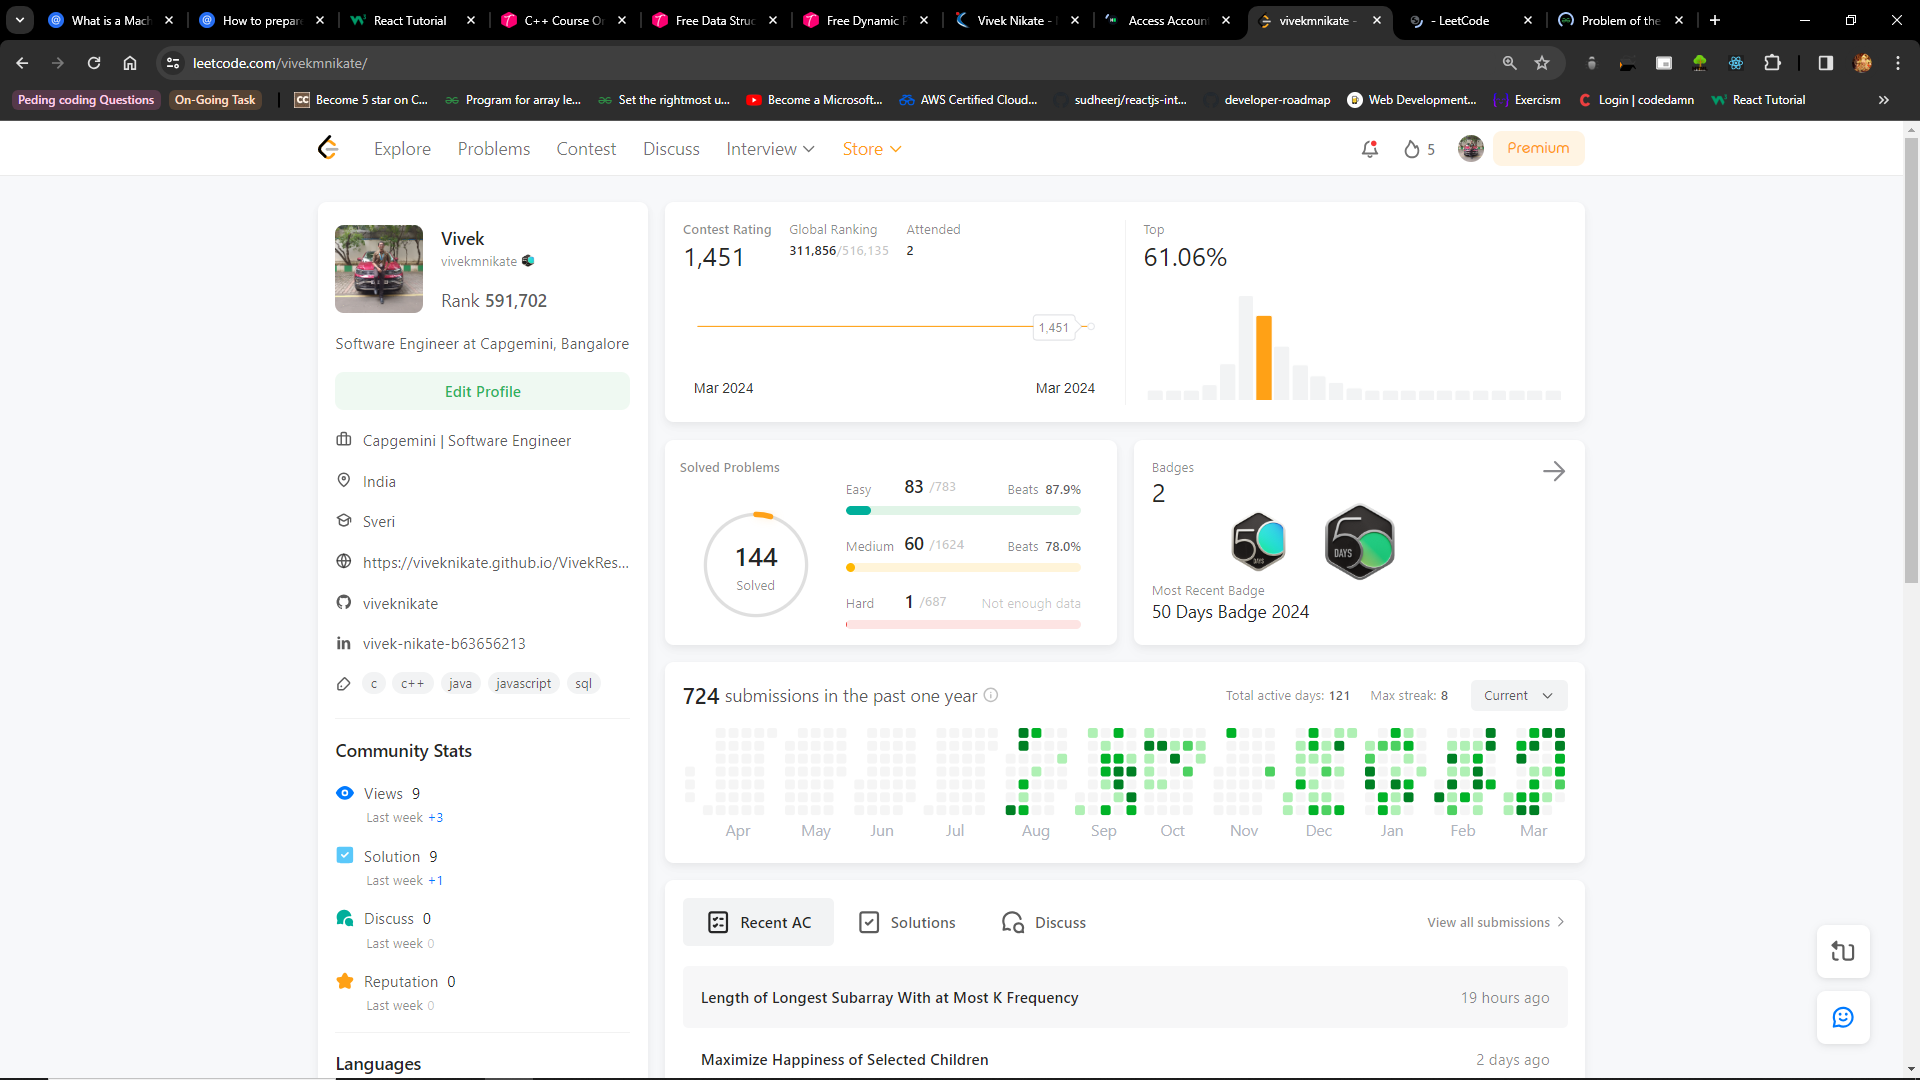 What is a Mach
How to prepare
React Tutorial
C++ Course O
Free Data Struc
Free Dynamic P
Vivek Nikate -
Access Accoun
vivekmnikate -
- LeetCode
Problem of the
leetcode.com/vivekmnikate/
Peding coding Questions
On-Going Task
Become 5 star on C...
Program for array le...
Set the rightmost u...
Become a Microsoft...
AWS Certified Cloud...
sudheerj/reactjs-int...
developer-roadmap
Web Development...
Exercism
Login | codedamn
React Tutorial
Explore
Problems
Contest
Discuss
Interview
Store
5
Premium
Vivek
vivekmnikate
Rank 591,702
Software Engineer at Capgemini, Bangalore
Edit Profile
Capgemini | Software Engineer
India
Sveri
https://viveknikate.github.io/VivekRes...
viveknikate
vivek-nikate-b63656213
c
c++
java
javascript
sql
Community Stats
Views 9
Last week +3
Solution 9
Last week +1
Discuss 0
Last week 0
Reputation 0
Last week 0
Languages
Contest Rating
1,451
Global Ranking
311,856/516,135
Attended
2
1,451
Mar 2024
Mar 2024
Top
61.06%
Solved Problems
144
Solved
Easy 83 /783 Beats 87.9%
Medium 60 /1624 Beats 78.0%
Hard 1 /687 Not enough data
Badges
2
50 DAYS
50 DAYS
Most Recent Badge
50 Days Badge 2024
724 submissions in the past one year
Total active days: 121
Max streak: 8
Current
Apr
May
Jun
Jul
Aug
Sep
Oct
Nov
Dec
Jan
Feb
Mar
Recent AC
Solutions
Discuss
View all submissions
Length of Longest Subarray With at Most K Frequency
19 hours ago
Maximize Happiness of Selected Children
2 days ago